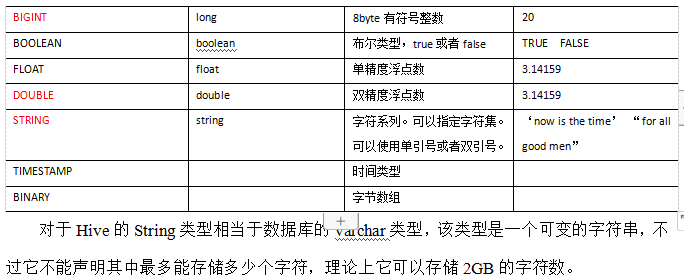 BIGINT long 8byte 有符号整数 20
BOOLEAN boolean 布尔类型，true 或者 false TRUE FALSE
FLOAT float 单精度浮点数 3.14159
DOUBLE double 双精度浮点数 3.14159
STRING string 字符系列。可以指定字符集。可以使用单引号或者双引号。 ‘now is the time’ “for all good men”
TIMESTAMP 时间类型
BINARY 字节数组
对于 Hive 的 String 类型相当于数据库的 varchar 类型，该类型是一个可变的字符串，不
过它不能声明其中最多能存储多少个字符，理论上它可以存储 2GB 的字符数。